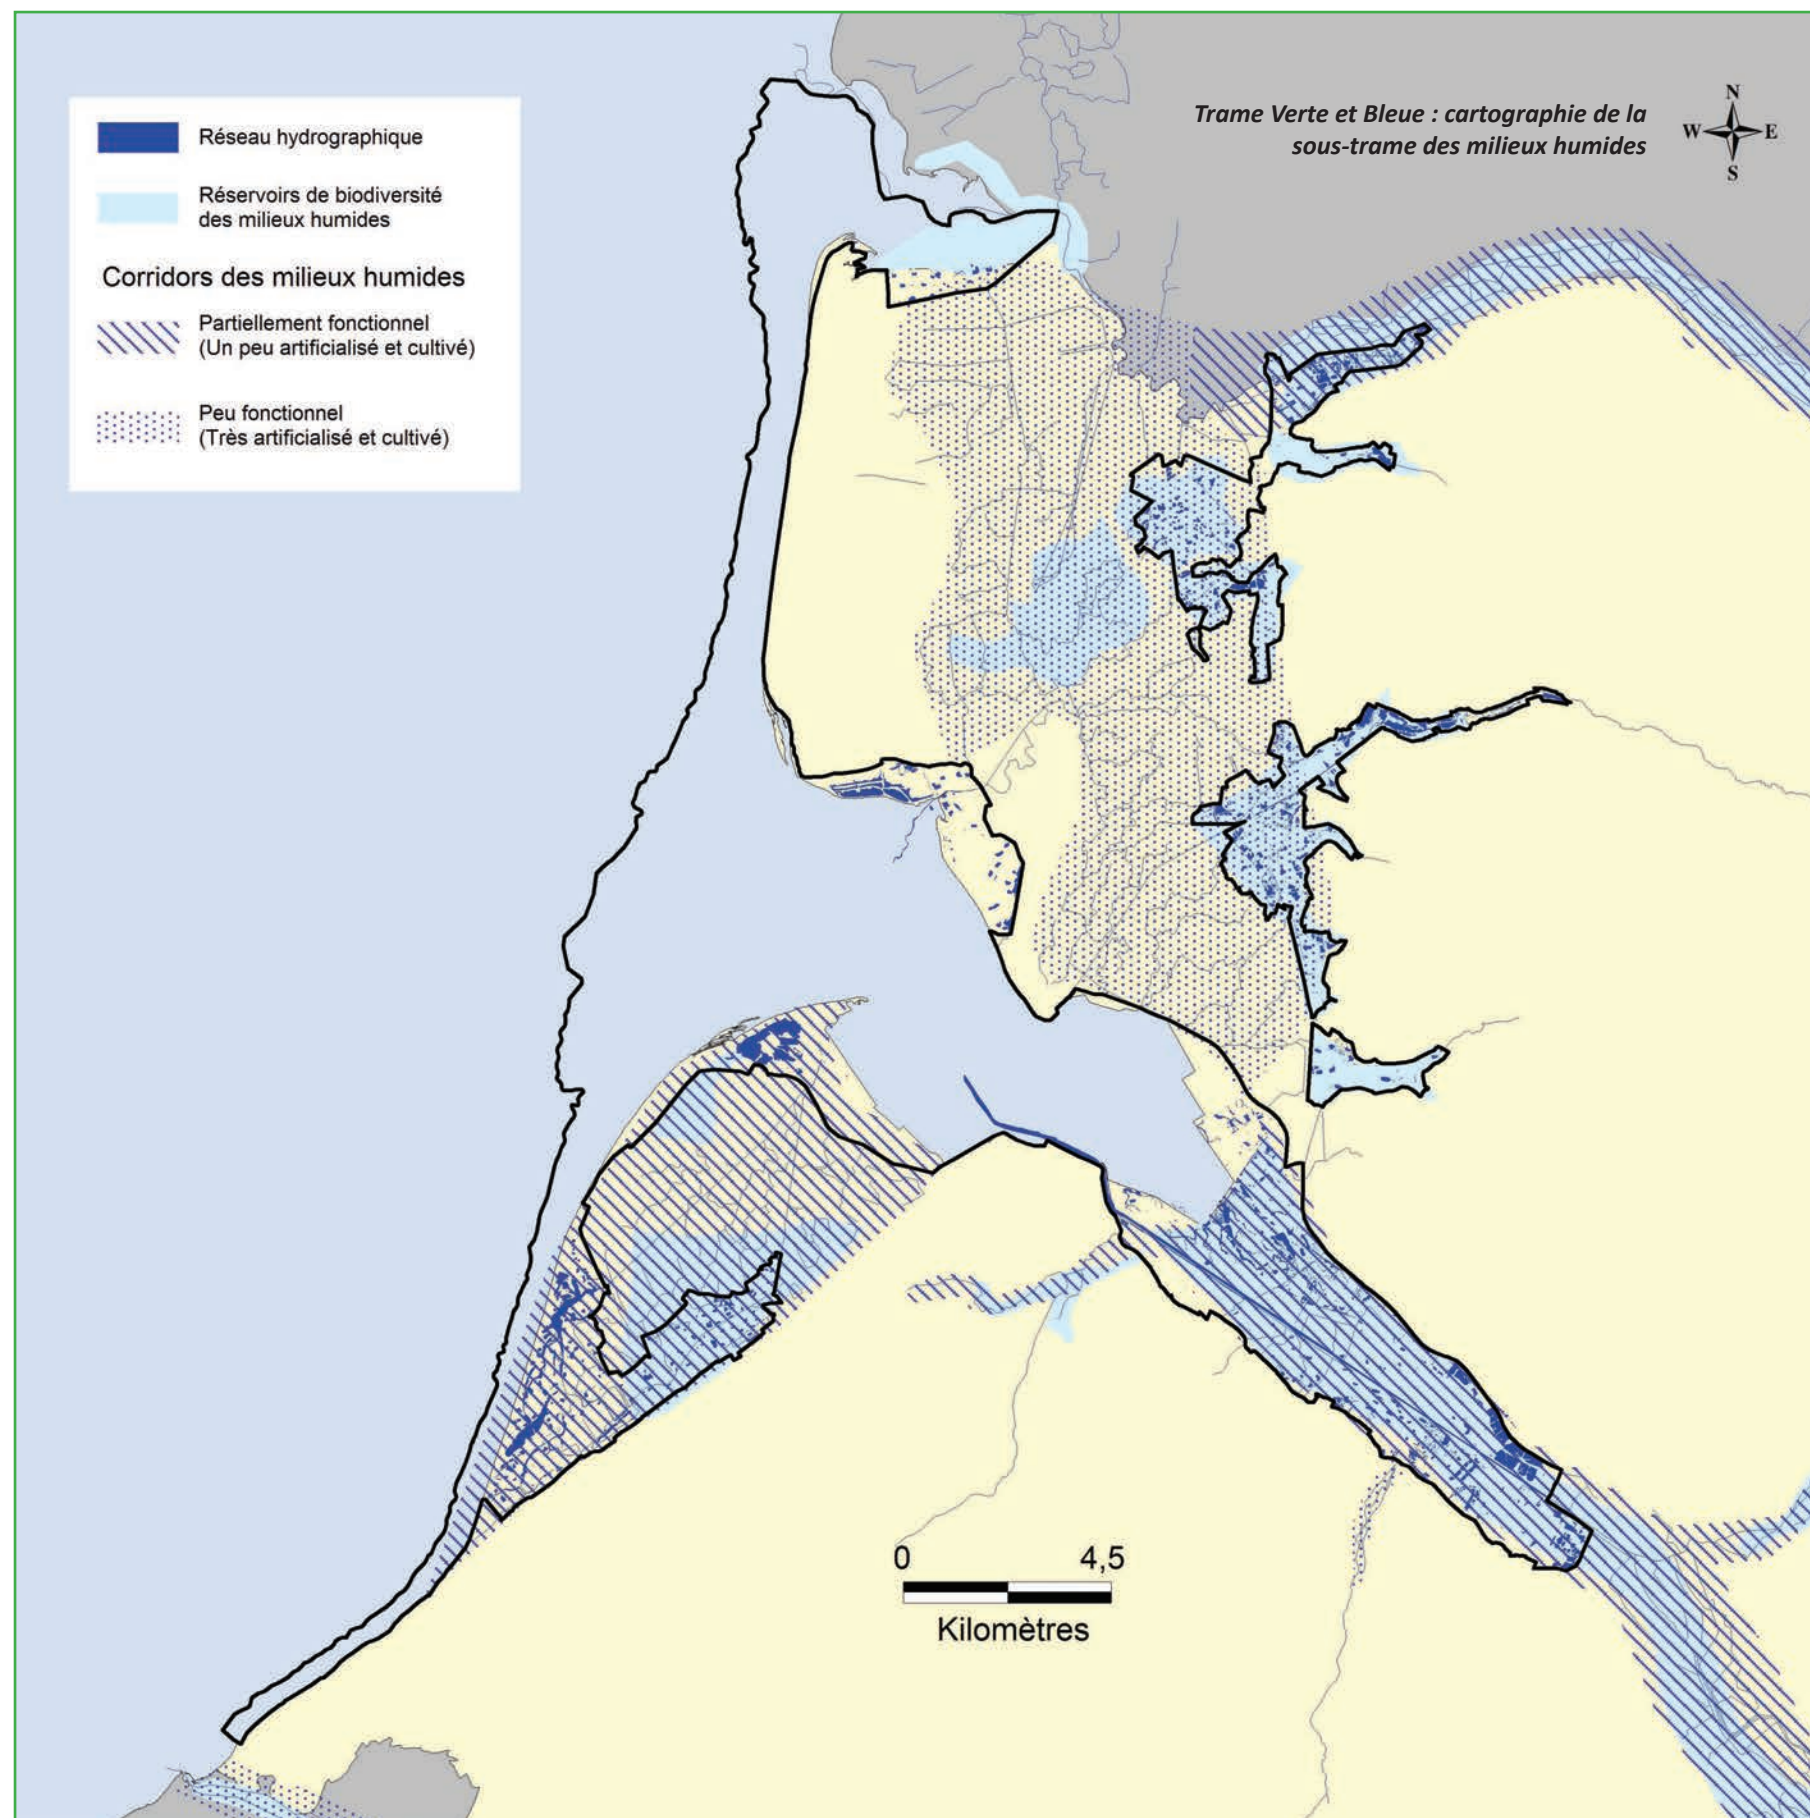 Trame Verte et Bleue : cartographie de la
sous-trame des milieux humides
N
W
E
S
Réseau hydrographique
Réservoirs de biodiversité
des milieux humides
Corridors des milieux humides
Partiellement fonctionnel
(Un peu artificialisé et cultivé)
Peu fonctionnel
(Très artificialisé et cultivé)
0 4,5
Kilomètres